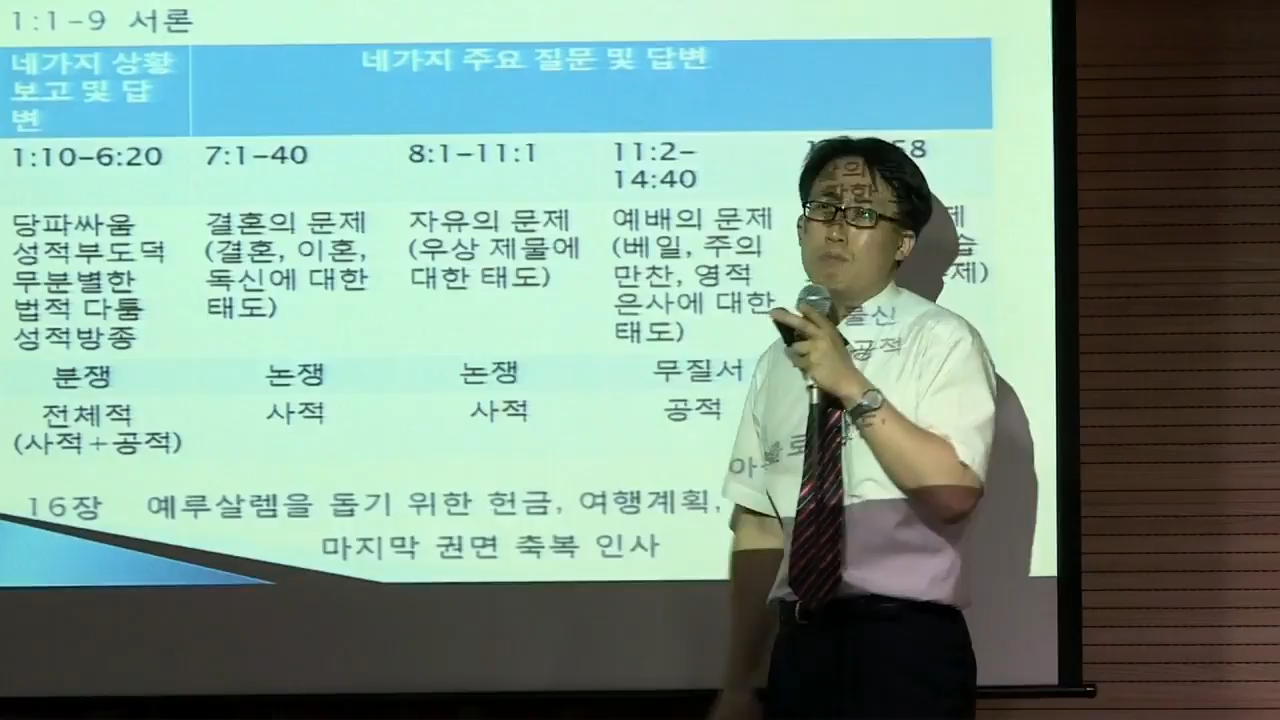 1:1-9 서론
네가지 상황
보고 및 답
변
네가지 주요 질문 및 답변
1:10-6:20
7:1-40
8:1-11:1
11:2-
14:40
58
당파싸움
성적부도덕
무분별한
법적 다툼
성적방종
결혼의 문제
(결혼, 이혼,
독신에 대한
태도)
자유의 문제
(우상 제물에
대한 태도)
예배의 문제
(베일, 주의
만찬, 영적
은사에 대한
태도)
제)
분쟁
논쟁
논쟁
무질서
불신
전체적
(사적+공적)
사적
사적
공적
공적
16장 예루살렘을 돕기 위한 헌금, 여행계획,
마지막 권면 축복 인사